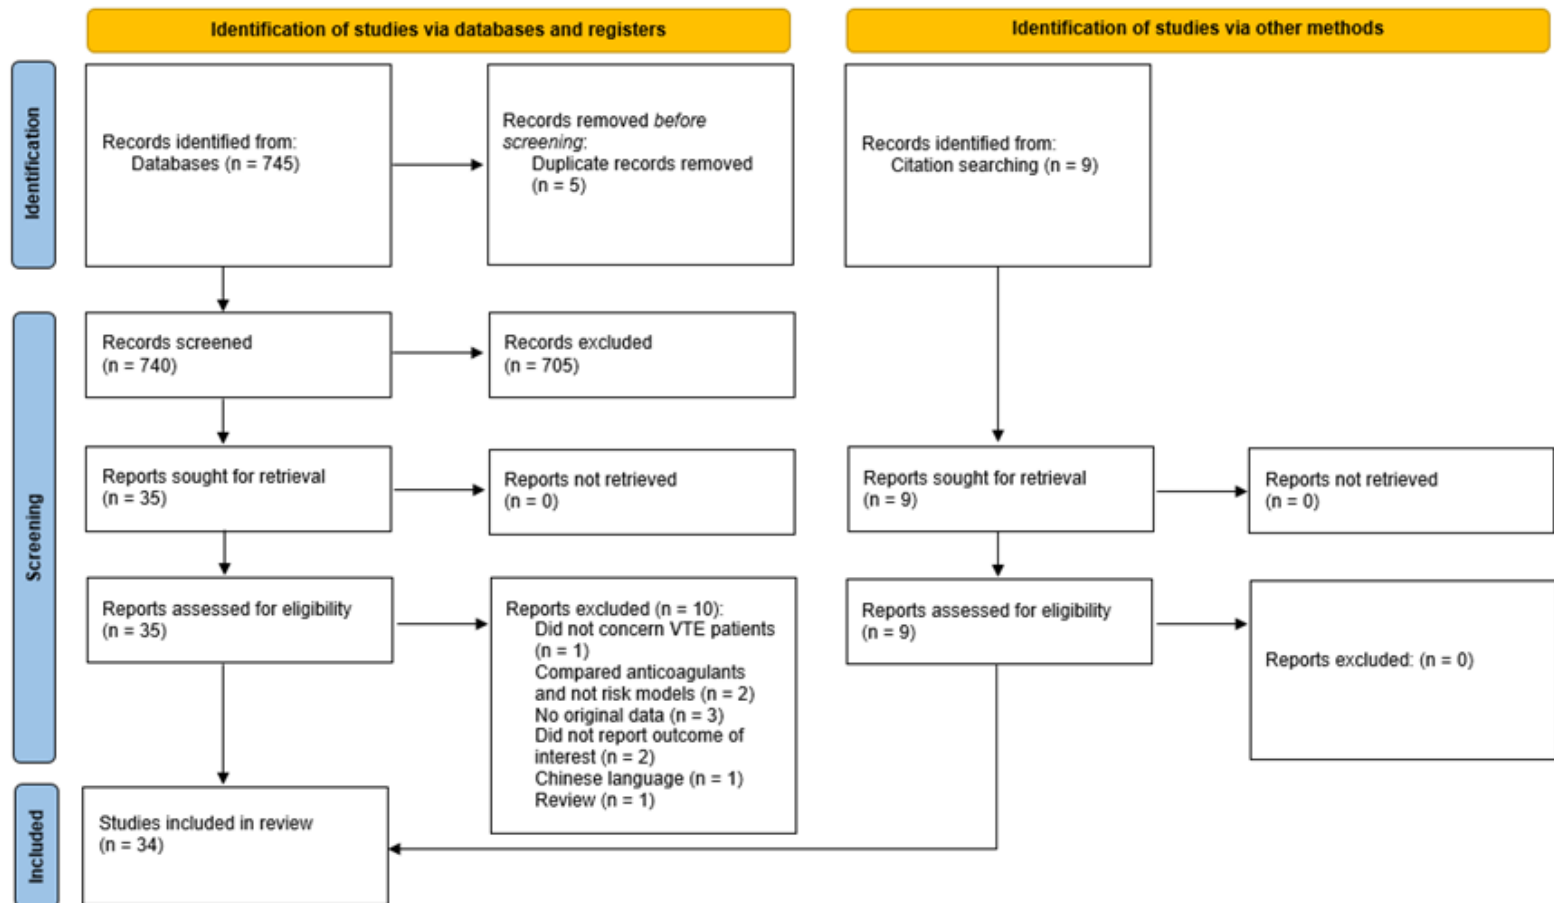 Identification of studies via databases and registers
Identification of studies via other methods
Identification
Records identified from:
Databases (n = 745)
Records removed before
screening:
Duplicate records removed
(n = 5)
Records identified from:
Citation searching (n = 9)
Screening
Records screened
(n = 740)
Records excluded
(n = 705)
Reports sought for retrieval
(n = 35)
Reports not retrieved
(n = 0)
Reports sought for retrieval
(n = 9)
Reports not retrieved
(n = 0)
Reports assessed for eligibility
(n = 35)
Reports excluded (n = 10):
Did not concern VTE patients
(n = 1)
Compared anticoagulants
and not risk models (n = 2)
No original data (n = 3)
Did not report outcome of
interest (n = 2)
Chinese language (n = 1)
Review (n = 1)
Reports assessed for eligibility
(n = 9)
Reports excluded: (n = 0)
Included
Studies included in review
(n = 34)